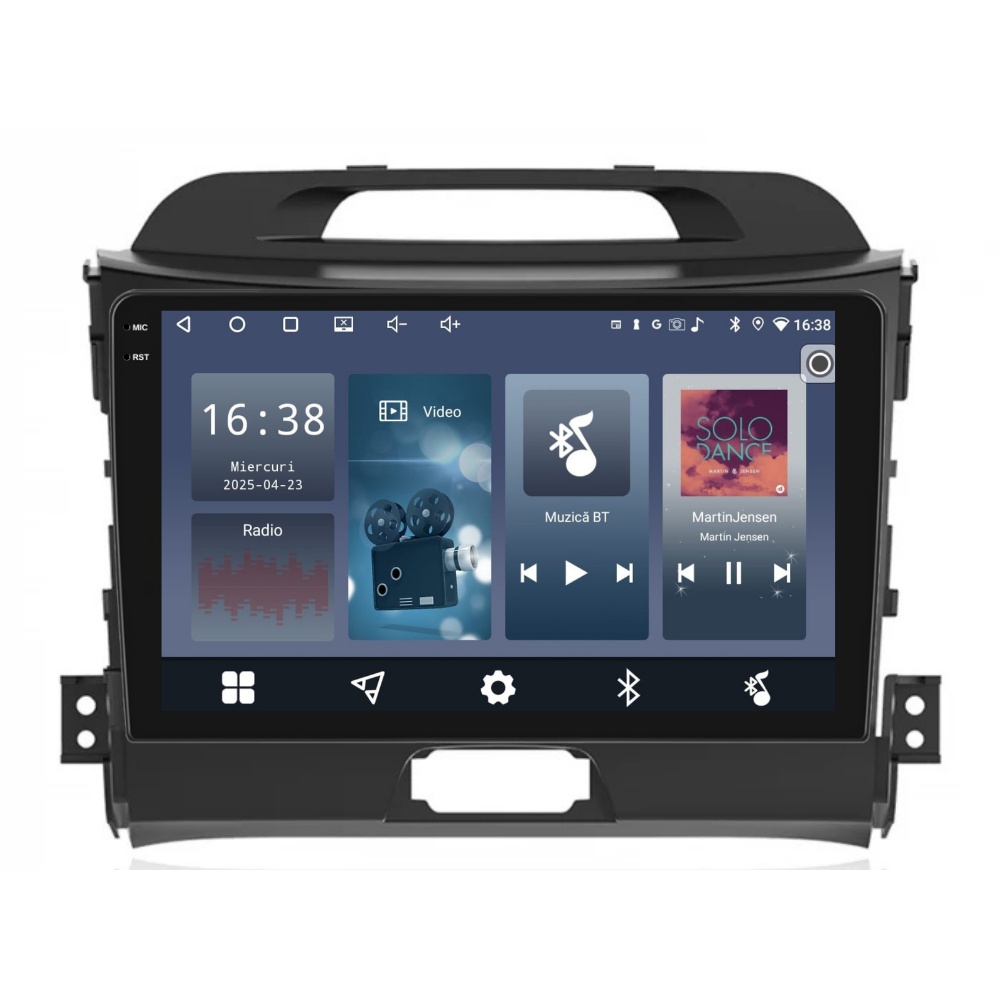 MIC
RST
16:38
16:38
Miercuri
2025-04-23
Radio
Video
Muzică BT
SOLO
DANCE
MARTIN JENSEN
MartinJensen
Martin Jensen
G